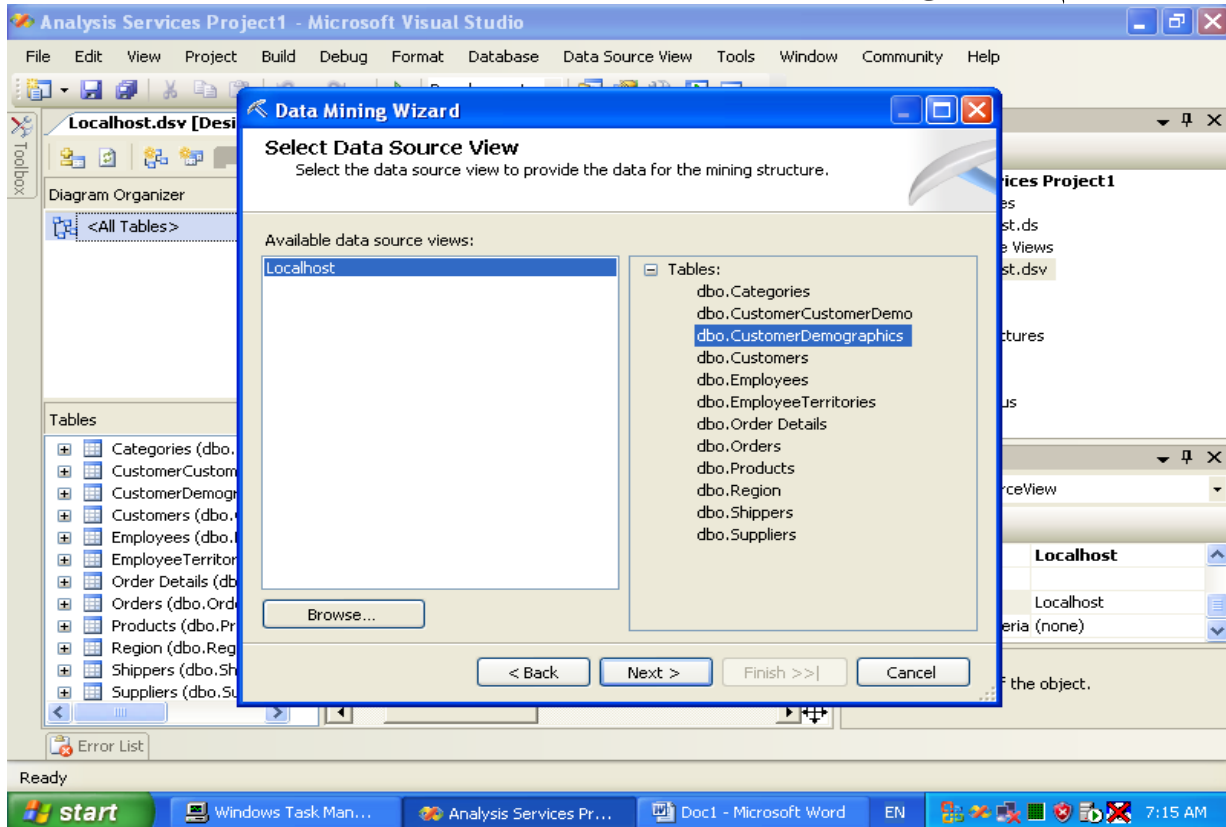 Analysis Services Project1 - Microsoft Visual Studio
File Edit View Project Build Debug Format Database Data Source View Tools Window Community Help
Localhost.dsv [Desi
Toolbox
Diagram Organizer
<All Tables>
Tables
Categories (dbo.
CustomerCustom
CustomerDemogr
Customers (dbo.
Employees (dbo.
EmployeeTerritor
Order Details (db
Orders (dbo.Orde
Products (dbo.Pr
Region (dbo.Reg
Shippers (dbo.Sh
Suppliers (dbo.Su
Data Mining Wizard
Select Data Source View
Select the data source view to provide the data for the mining structure.
Available data source views:
Localhost
Browse...
Tables:
dbo.Categories
dbo.CustomerCustomerDemo
dbo.CustomerDemographics
dbo.Customers
dbo.Employees
dbo.EmployeeTerritories
dbo.Order Details
dbo.Orders
dbo.Products
dbo.Region
dbo.Shippers
dbo.Suppliers
< Back Next > Finish >>| Cancel
ices Project1
es
st.ds
e Views
st.dsv
tures
us
rceView
Localhost
Localhost
eria (none)
the object.
Error List
Ready
start Windows Task Man... Analysis Services Pr... Doc1 - Microsoft Word EN 7:15 AM